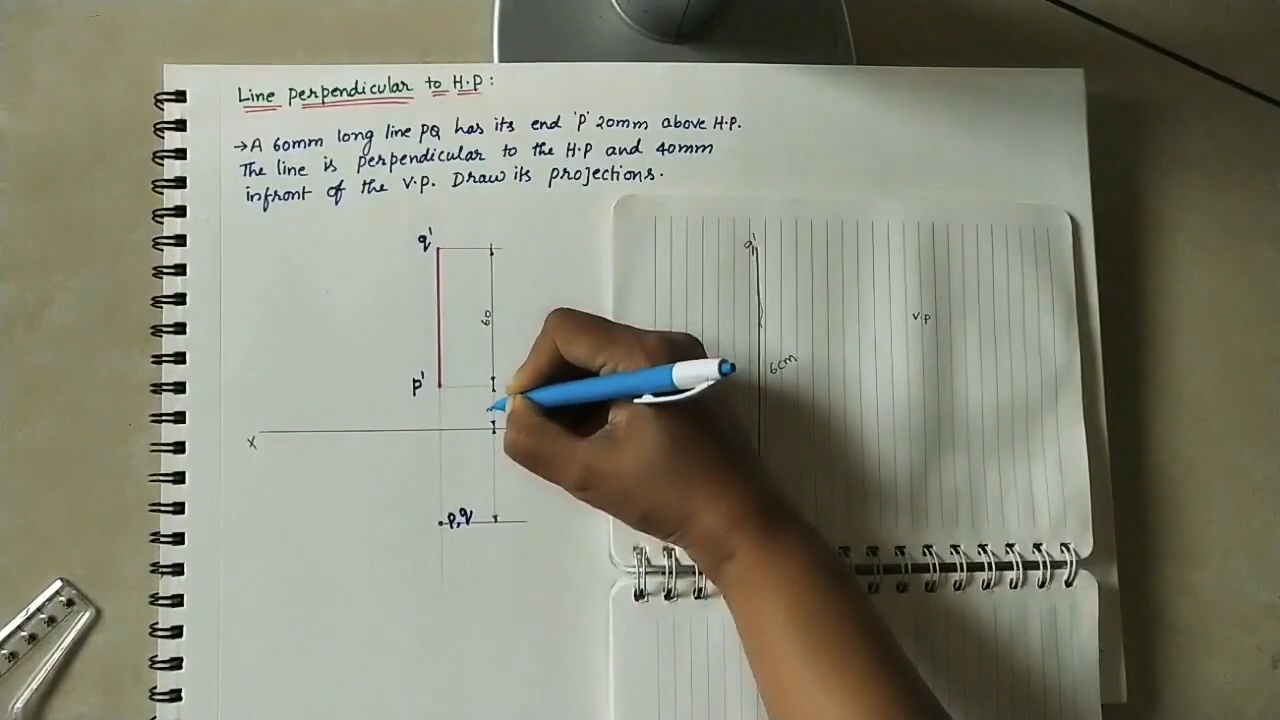 Line perpendicular to H.P:
→A 60mm long line PQ has its end 'P' 20mm above H.P.
The line is perpendicular to the H.P and 40mm
infront of the V.P. Draw its projections.
q'
q'
60
V.P
6cm
p'
X
p,q